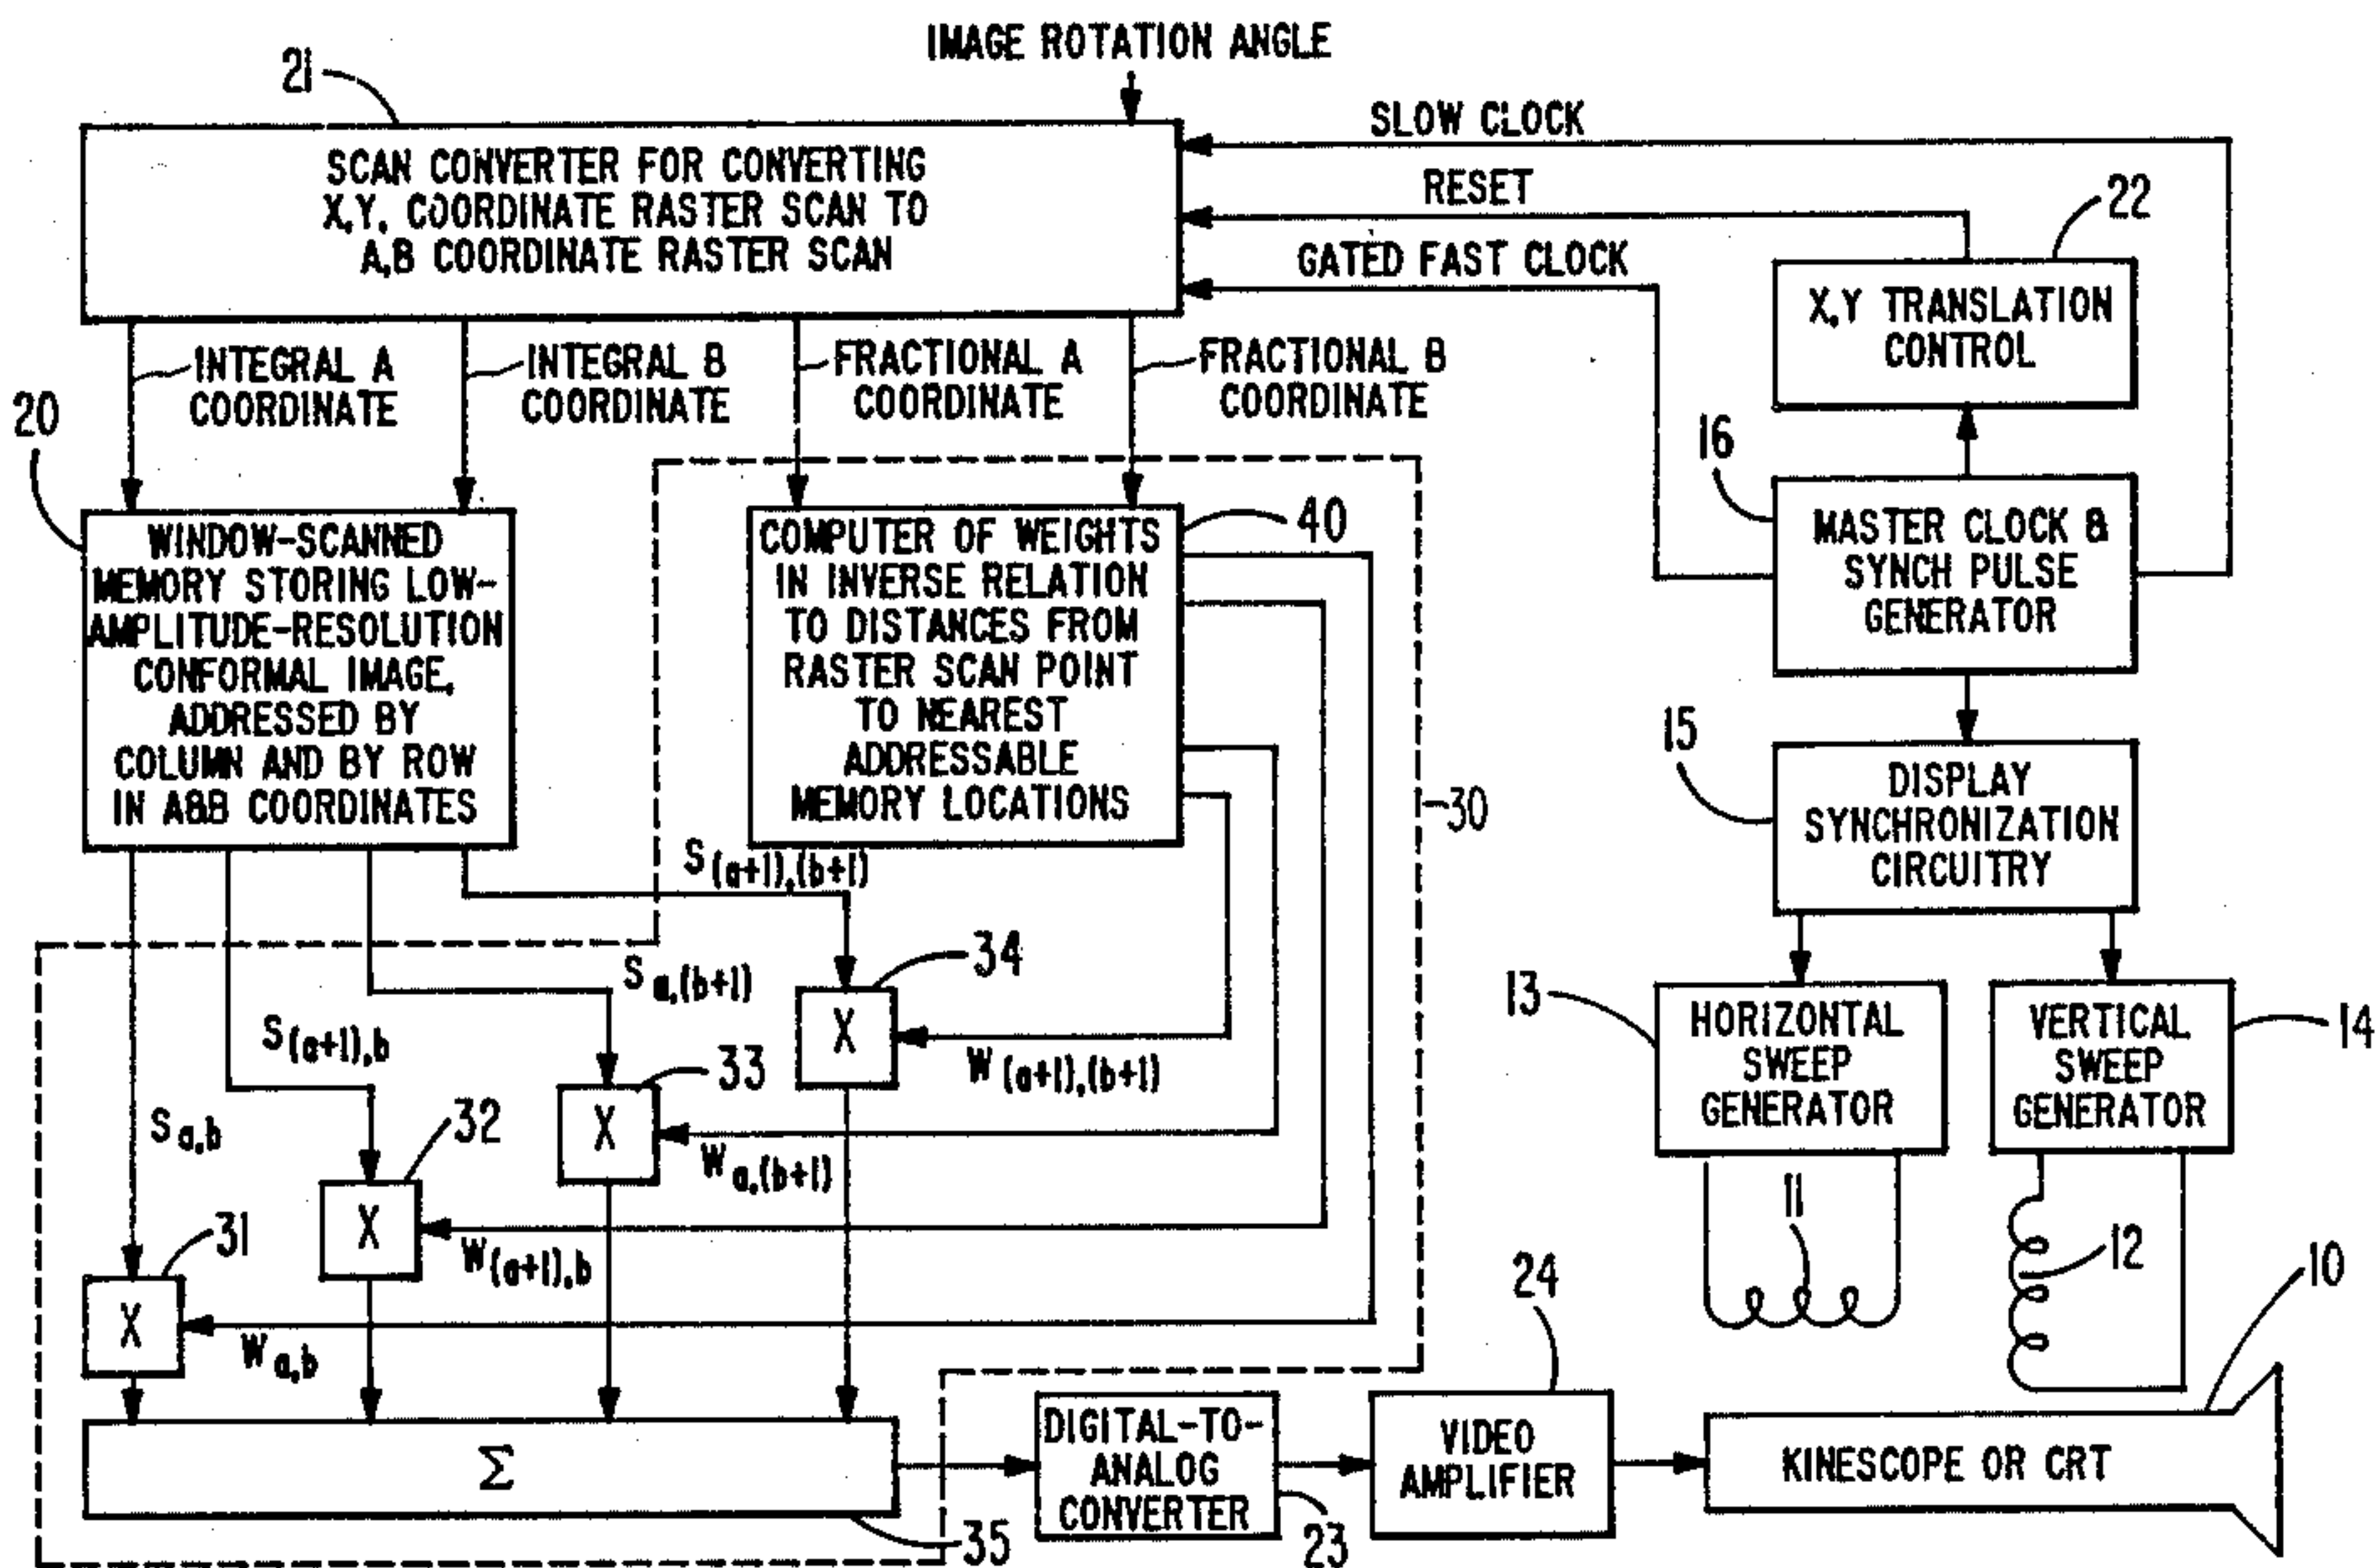 IMAGE ROTATION ANGLE
21
SCAN CONVERTER FOR CONVERTING
X,Y, COORDINATE RASTER SCAN TO
A,B COORDINATE RASTER SCAN
SLOW CLOCK
RESET
22
GATED FAST CLOCK
X,Y TRANSLATION
CONTROL
INTEGRAL A
COORDINATE
INTEGRAL B
COORDINATE
FRACTIONAL A
COORDINATE
FRACTIONAL B
COORDINATE
20
16
WINDOW-SCANNED
MEMORY STORING LOW-
AMPLITUDE-RESOLUTION
CONFORMAL IMAGE,
ADDRESSED BY
COLUMN AND BY ROW
IN A&B COORDINATES
COMPUTER OF WEIGHTS
IN INVERSE RELATION
TO DISTANCES FROM
RASTER SCAN POINT
TO NEAREST
ADDRESSABLE
MEMORY LOCATIONS
40
MASTER CLOCK &
SYNCH PULSE
GENERATOR
30
15
DISPLAY
SYNCHRONIZATION
CIRCUITRY
S(a+1),(b+1)
S a,(b+1)
34
X
W(a+1),(b+1)
13
HORIZONTAL
SWEEP
GENERATOR
VERTICAL
SWEEP
GENERATOR
14
S(a+1),b
33
X
W a,(b+1)
S a,b
32
X
W(a+1),b
11
12
31
X
W a,b
24
10
Σ
35
DIGITAL-TO-
ANALOG
CONVERTER
23
VIDEO
AMPLIFIER
KINESCOPE OR CRT